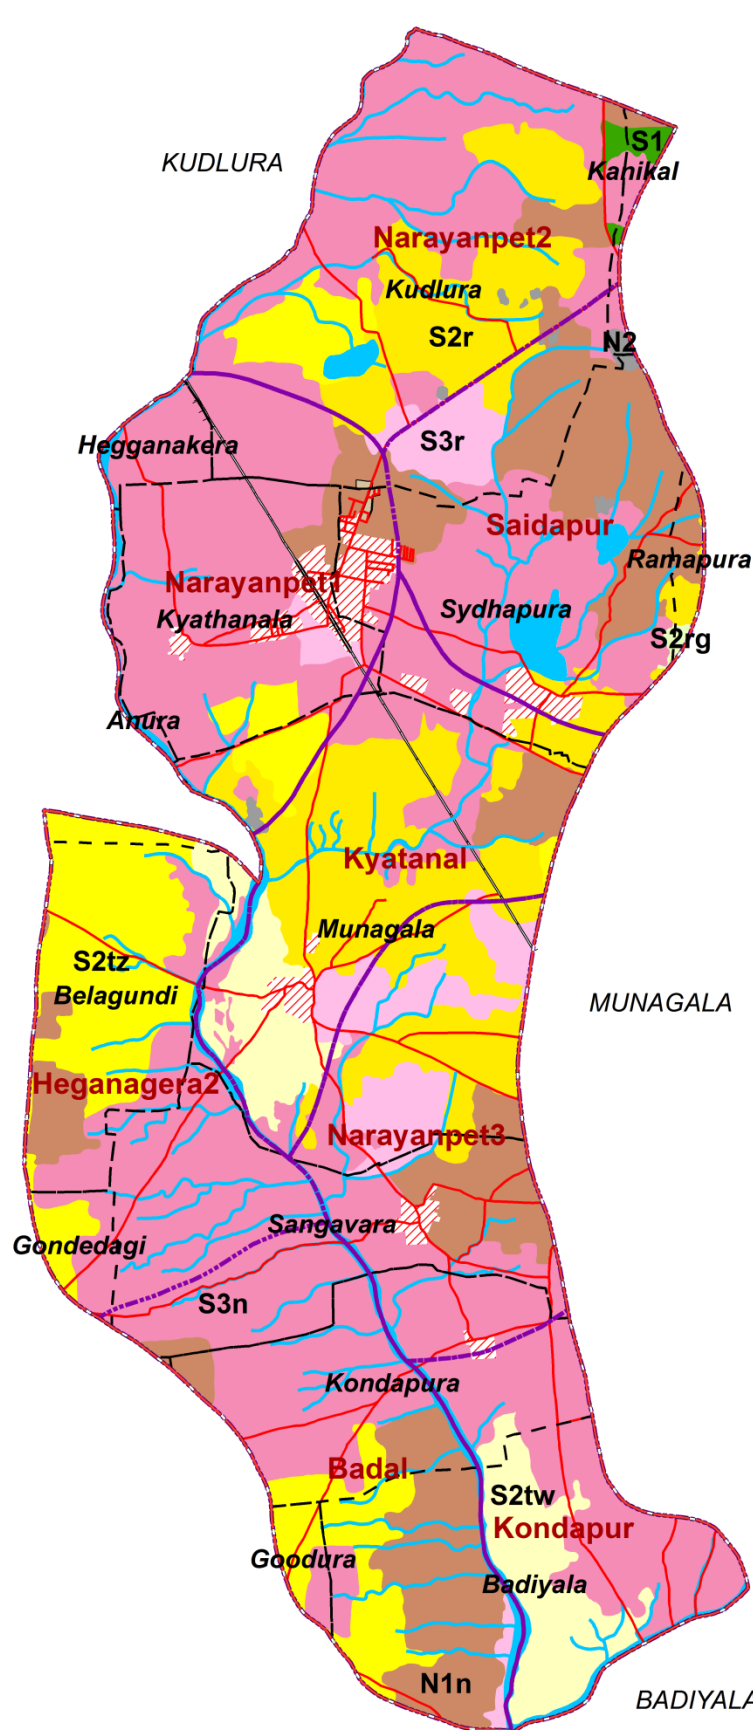 S1
KUDLURA
Kanikal
Narayanpet2
Kudlura
S2r
N2
S3r
Hegganakera
Saidapur
Ramapura
Narayanpet1
Kyathanala
Sydhapura
S2rg
Anura
Kyatanal
Munagala
S2tz
Belagundi
MUNAGALA
Heganagera2
Narayanpet3
Sangavara
Gondedagi
S3n
Kondapura
Badal
S2tw
Kondapur
Goodura
Badiyala
N1n
BADIYALA